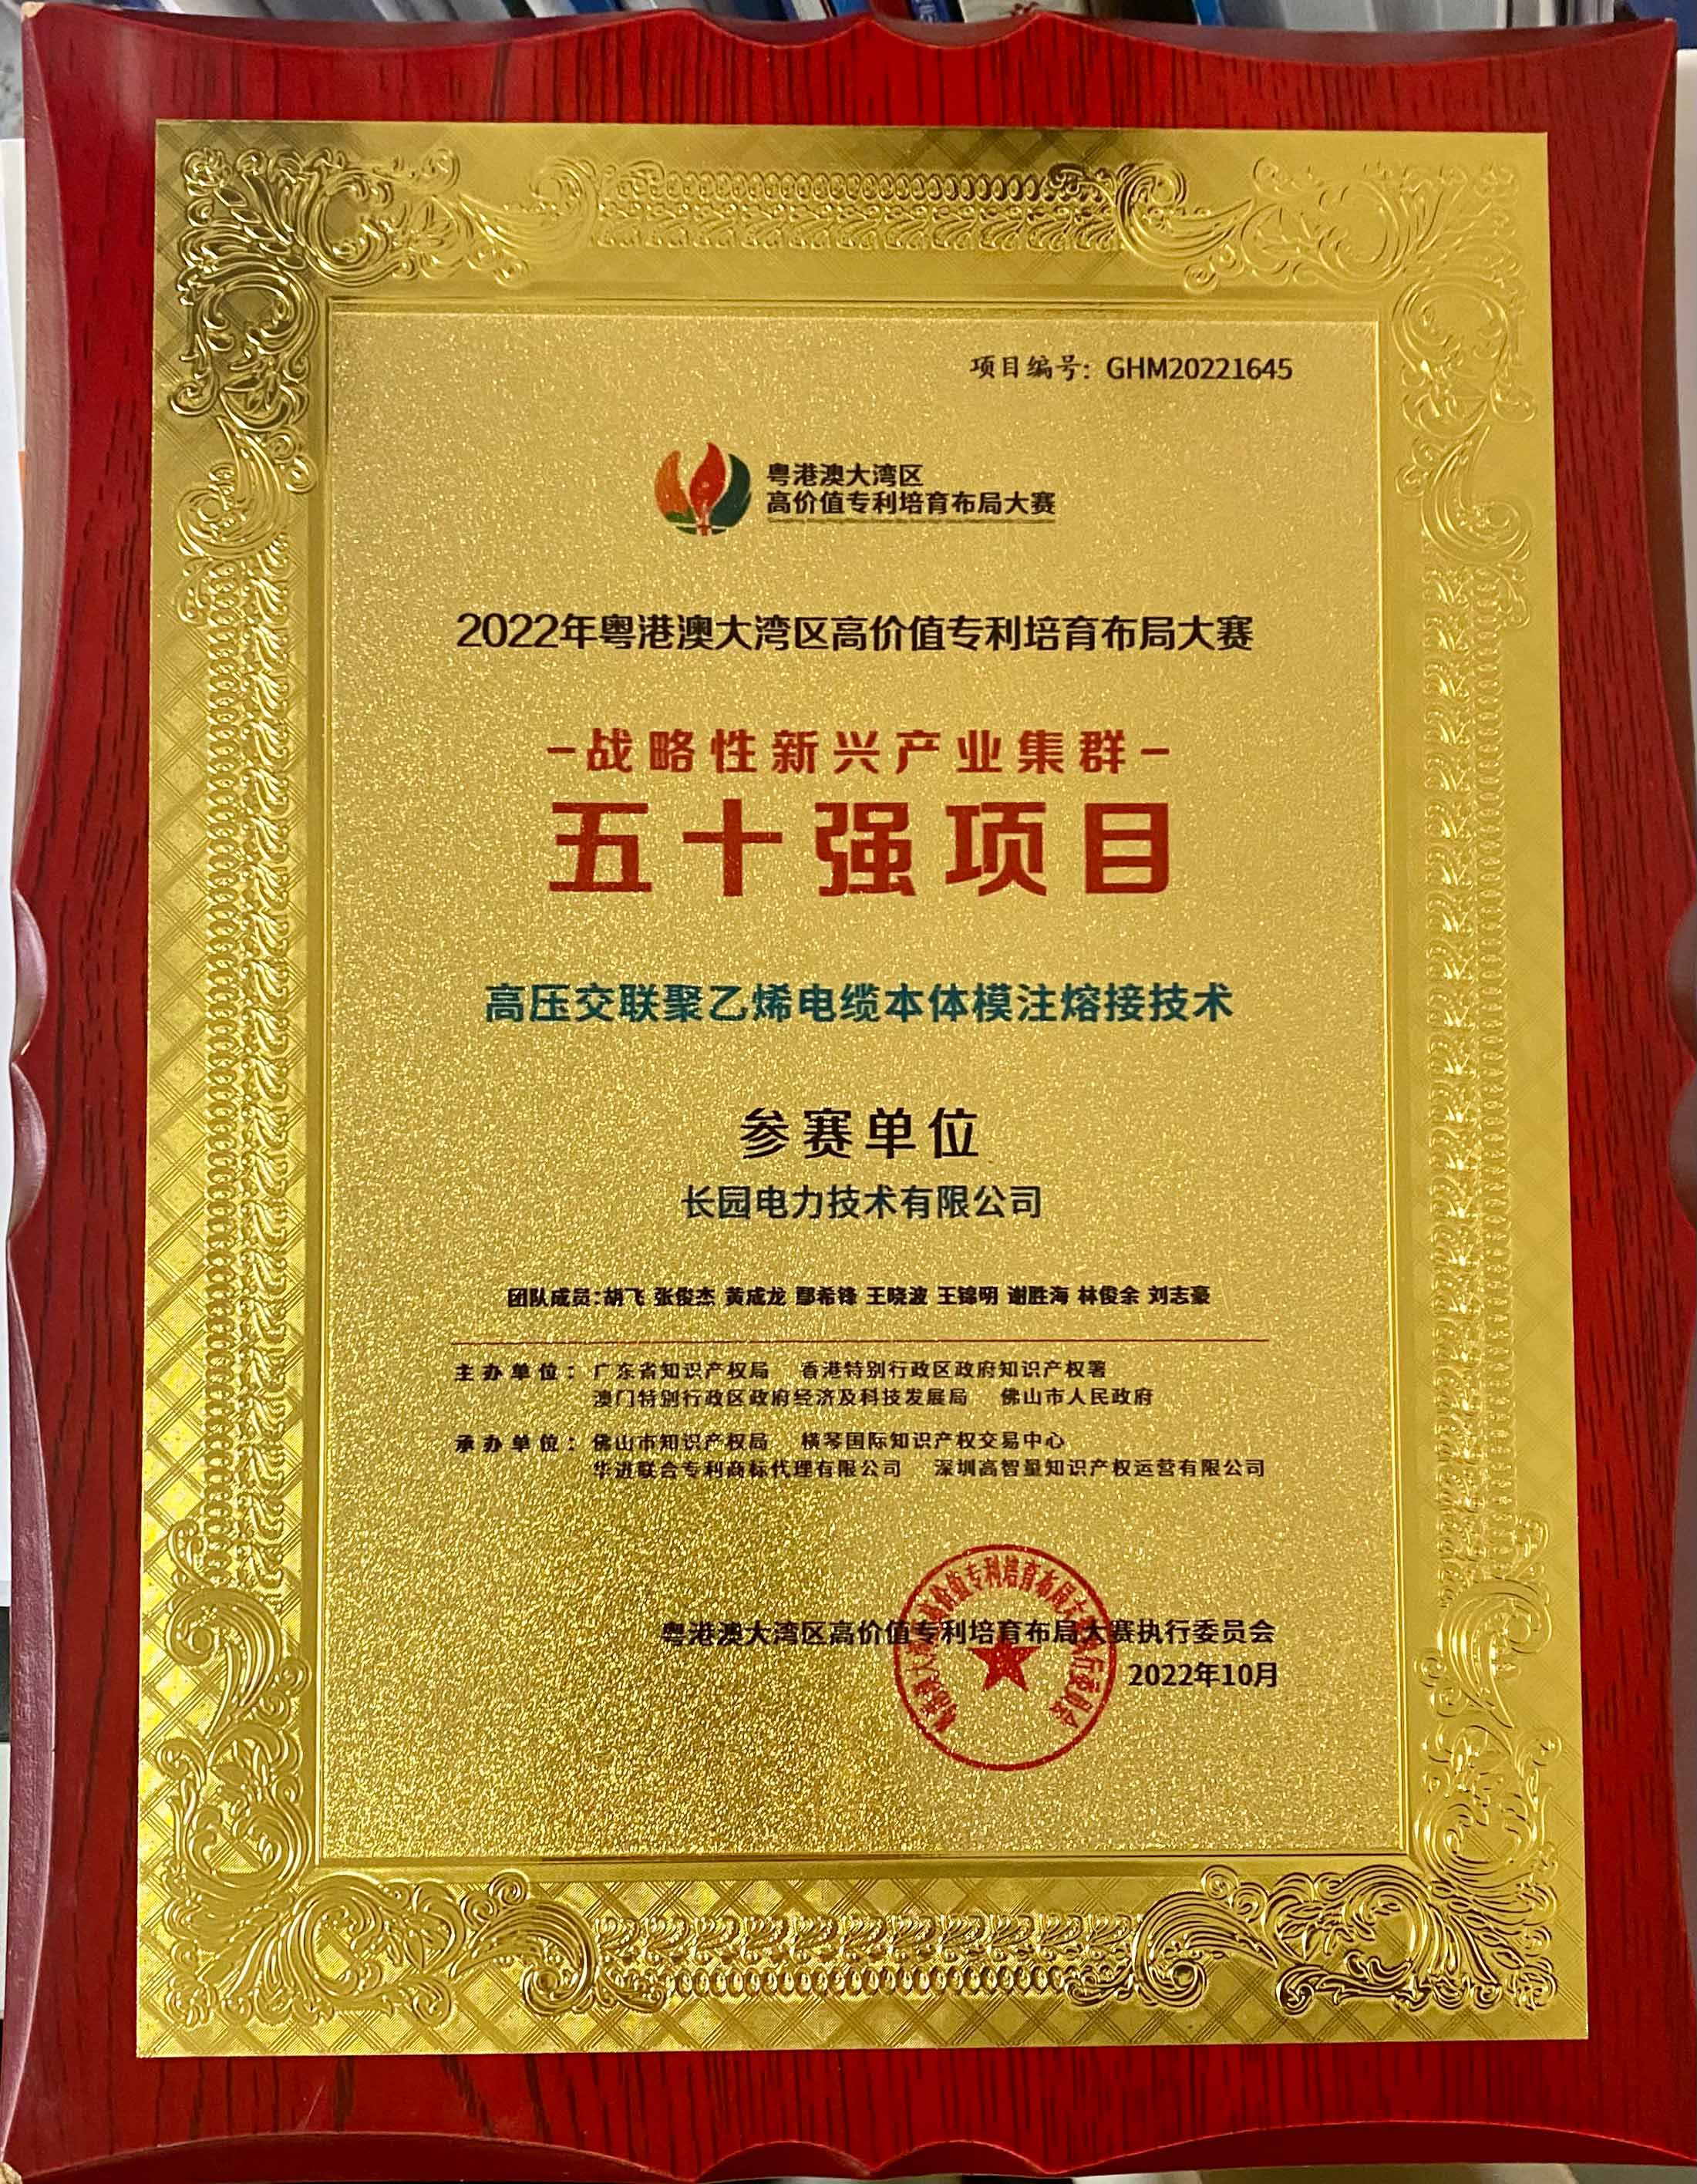 项目编号: GHM20221645
粤港澳大湾区
高价值专利培育布局大赛
2022年粤港澳大湾区高价值专利培育布局大赛
-战略性新兴产业集群-
五十强项目
高压交联聚乙烯电缆本体模注熔接技术
参赛单位
长园电力技术有限公司
团队成员:胡飞 张俊杰 黄成龙 鄢希锋 王晓波 王锦明 谢胜海 林俊余 刘志豪
主办单位: 广东省知识产权局 香港特别行政区政府知识产权署
澳门特别行政区政府经济及科技发展局 佛山市人民政府
承办单位: 佛山市知识产权局 横琴国际知识产权交易中心
华进联合专利商标代理有限公司 深圳高智量知识产权运营有限公司
粤港澳大湾区高价值专利培育布局大赛执行委员会
2022年10月